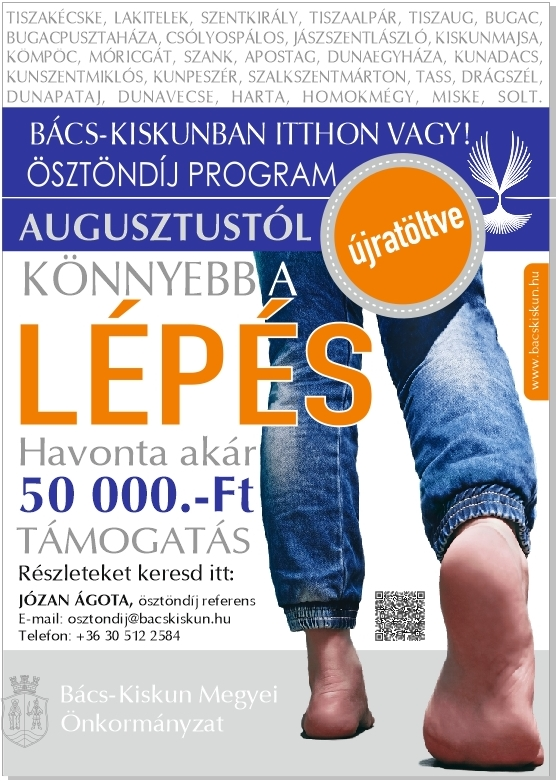 TISZAKÉCSKE, LAKITELEK, SZENTKIRÁLY, TISZAALPÁR, TISZAUG, BUGAC,
BUGACPUSZTAHÁZA, CSÓLYOSPÁLOS, JÁSZSZENTLÁSZLÓ, KISKUNMAJSA,
KÖMPÖC, MÓRICGÁT, SZANK, APOSTAG, DUNAEGYHÁZA, KUNADACS,
KUNSZENTMIKLÓS, KUNPESZÉR, SZALKSZENTMÁRTON, TASS, DRÁGSZÉL,
DUNAPATAJ, DUNAVECSE, HARTA, HOMOKMÉGY, MISKE, SOLT.
BÁCS-KISKUNBAN ITTHON VAGY!
ÖSZTÖNDÍJ PROGRAM
AUGUSZTUSTÓL
újratöltve
KÖNNYEBB A
LÉPÉS
www.bacskiskun.hu
Havonta akár
50 000.-Ft
TÁMOGATÁS
Részleteket keresd itt:
JÓZAN ÁGOTA, ösztöndíj referens
E-mail: osztondij@bacskiskun.hu
Telefon: +36 30 512 2584
Bács-Kiskun Megyei
Önkormányzat